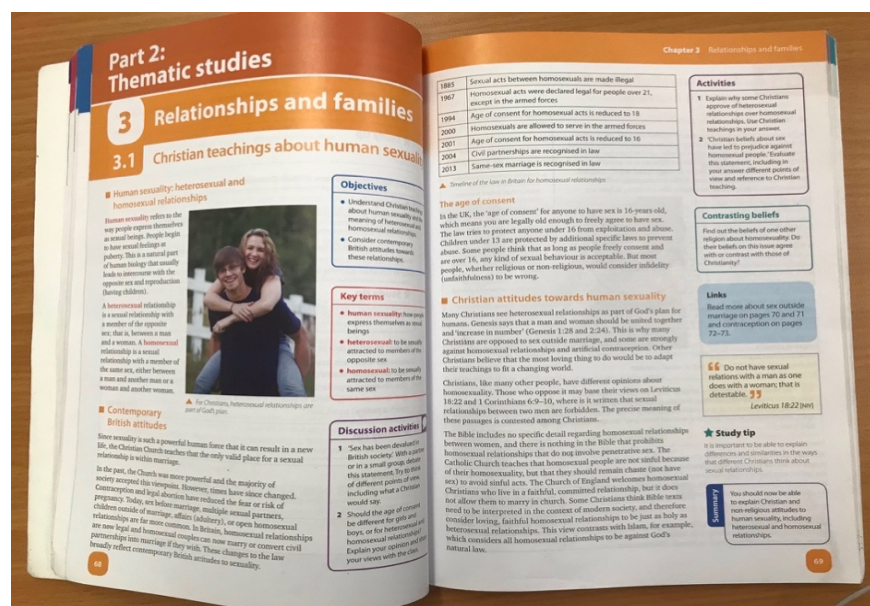 Part 2:
Thematic studies
3 Relationships and families
3.1 Christian teachings about human sexuality
■ Human sexuality: heterosexual and
homosexual relationships
Human sexuality refers to the
way people express themselves
as sexual beings. People begin
to have sexual feelings at
puberty. This is a natural part
of human biology that usually
leads to intercourse with the
opposite sex and reproduction
(having children).
A heterosexual relationship
is a sexual relationship with
a member of the opposite
sex, that is, between a man
and a woman. A homosexual
relationship is a sexual
relationship with a member of
the same sex, either between
a man and another man or a
woman and another woman.
▲ For Christians, heterosexual relationships are
part of God's plan.
■ Contemporary
British attitudes
Since sexuality is such a powerful human force that it can result in a new
life, the Christian Church teaches that the only valid place for a sexual
relationship is within marriage.
In the past, the Church was more powerful and the majority of
society accepted this viewpoint. However, times have since changed.
Contraception and legal abortion have reduced the fear or risk of
pregnancy. Today, sex before marriage, multiple sexual partners,
children outside of marriage, affairs (adultery), or open homosexual
relationships are far more common. In Britain, homosexual relationships
are now legal and homosexual couples can now marry or convert civil
partnerships into marriage if they wish. These changes to the law
broadly reflect contemporary British attitudes to sexuality.
68
Objectives
● Understand Christian teaching
about human sexuality and the
meaning of heterosexual and
homosexual relationships.
● Consider contemporary
British attitudes towards
these relationships.
Key terms
● human sexuality: how people
express themselves as sexual
beings
● heterosexual: to be sexually
attracted to members of the
opposite sex
● homosexual: to be sexually
attracted to members of the
same sex
Discussion activities
1 'Sex has been devalued in
British society.' With a partner
or in a small group, debate
this statement. Try to think
of different points of view,
including what a Christian
would say.
2 Should the age of consent
be different for girls and
boys, or for heterosexual and
homosexual relationships?
Explain your opinion and
your views with the class.
Chapter 3 Relationships and families
1885 Sexual acts between homosexuals are made illegal
1967 Homosexual acts were declared legal for people over 21,
except in the armed forces
1994 Age of consent for homosexual acts is reduced to 18
2000 Homosexuals are allowed to serve in the armed forces
2001 Age of consent for homosexual acts is reduced to 16
2004 Civil partnerships are recognised in law
2013 Same-sex marriage is recognised in law
▲ Timeline of the law in Britain for homosexual relationships
The age of consent
In the UK, the 'age of consent' for anyone to have sex is 16-years old,
which means you are legally old enough to freely agree to have sex.
The law tries to protect anyone under 16 from exploitation and abuse.
Children under 13 are protected by additional specific laws to prevent
abuse. Some people think that as long as people freely consent and
are over 16, any kind of sexual behaviour is acceptable. But most
people, whether religious or non-religious, would consider infidelity
(unfaithfulness) to be wrong.
■ Christian attitudes towards human sexuality
Many Christians see heterosexual relationships as part of God's plan for
humans. Genesis says that a man and woman should be united together
and 'increase in number' (Genesis 1:28 and 2:24). This is why many
Christians are opposed to sex outside marriage, and some are strongly
against homosexual relationships and artificial contraception. Other
Christians believe that the most loving thing to do would be to adapt
their teachings to fit a changing world.
Christians, like many other people, have different opinions about
homosexuality. Those who oppose it may base their views on Leviticus
18:22 and 1 Corinthians 6:9–10, where is it written that sexual
relationships between two men are forbidden. The precise meaning of
these passages is contested among Christians.
The Bible includes no specific detail regarding homosexual relationships
between women, and there is nothing in the Bible that prohibits
homosexual relationships that do not involve penetrative sex. The
Catholic Church teaches that homosexual people are not sinful because
of their homosexuality, but that they should remain chaste (not have
sex) to avoid sinful acts. The Church of England welcomes homosexual
Christians who live in a faithful, committed relationship, but it does
not allow them to marry in church. Some Christians think Bible texts
need to be interpreted in the context of modern society, and therefore
consider loving, faithful homosexual relationships to be just as holy as
heterosexual relationships. This view contrasts with Islam, for example,
which considers all homosexual relationships to be against God's
natural law.
Activities
1 Explain why some Christians
approve of heterosexual
relationships over homosexual
relationships. Use Christian
teachings in your answer.
2 'Christian beliefs about sex
have led to prejudice against
homosexual people.' Evaluate
this statement, including in
your answer different points of
view and reference to Christian
teaching.
Contrasting beliefs
Find out the beliefs of one other
religion about homosexuality. Do
their beliefs on this issue agree
with or contrast with those of
Christianity?
Links
Read more about sex outside
marriage on pages 70 and 71
and contraception on pages
72–73.
“ Do not have sexual
relations with a man as one
does with a woman; that is
detestable. ”
Leviticus 18:22 (NIV)
★ Study tip
It is important to be able to explain
differences and similarities in the ways
that different Christians think about
sexual relationships.
Summary
You should now be able
to explain Christian and
non-religious attitudes to
human sexuality, including
heterosexual and homosexual
relationships.
69